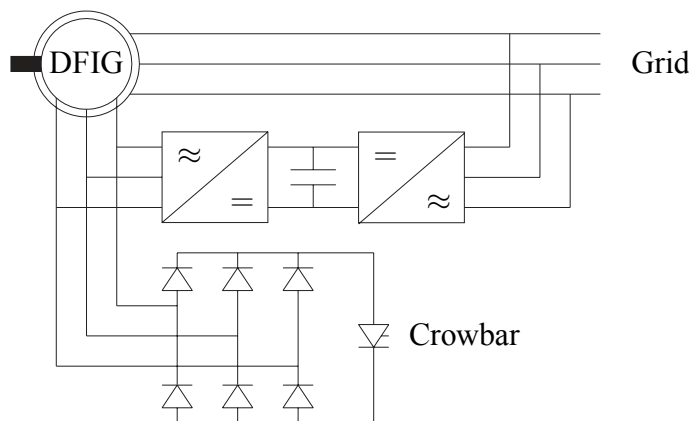 DFIG
Grid
≈
=
=
≈
Crowbar